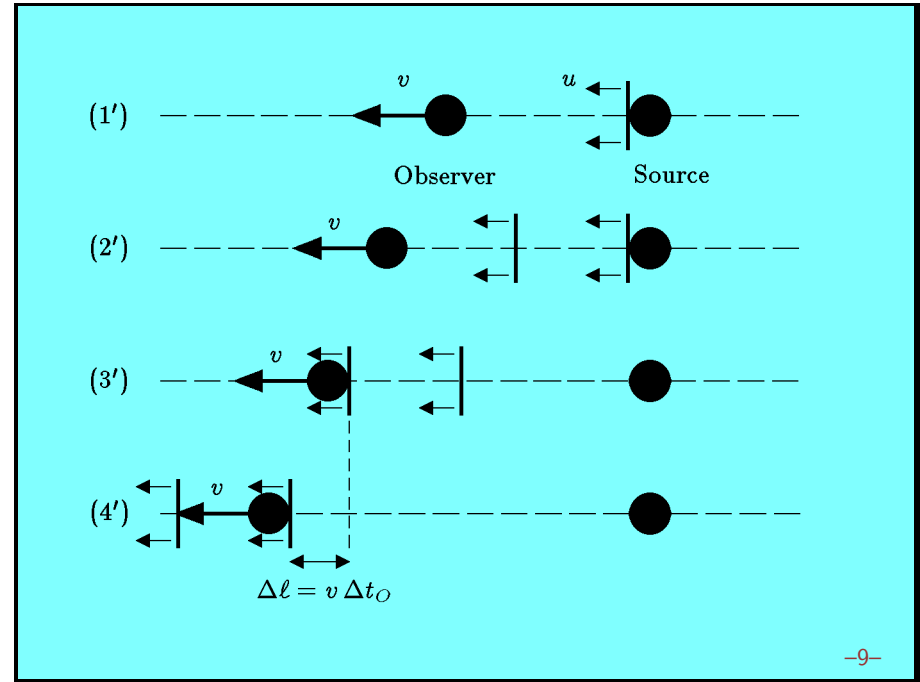 v u
(1′)
Observer Source
v
(2′)
v
(3′)
v
(4′)
Δℓ = v Δt_O
–9–